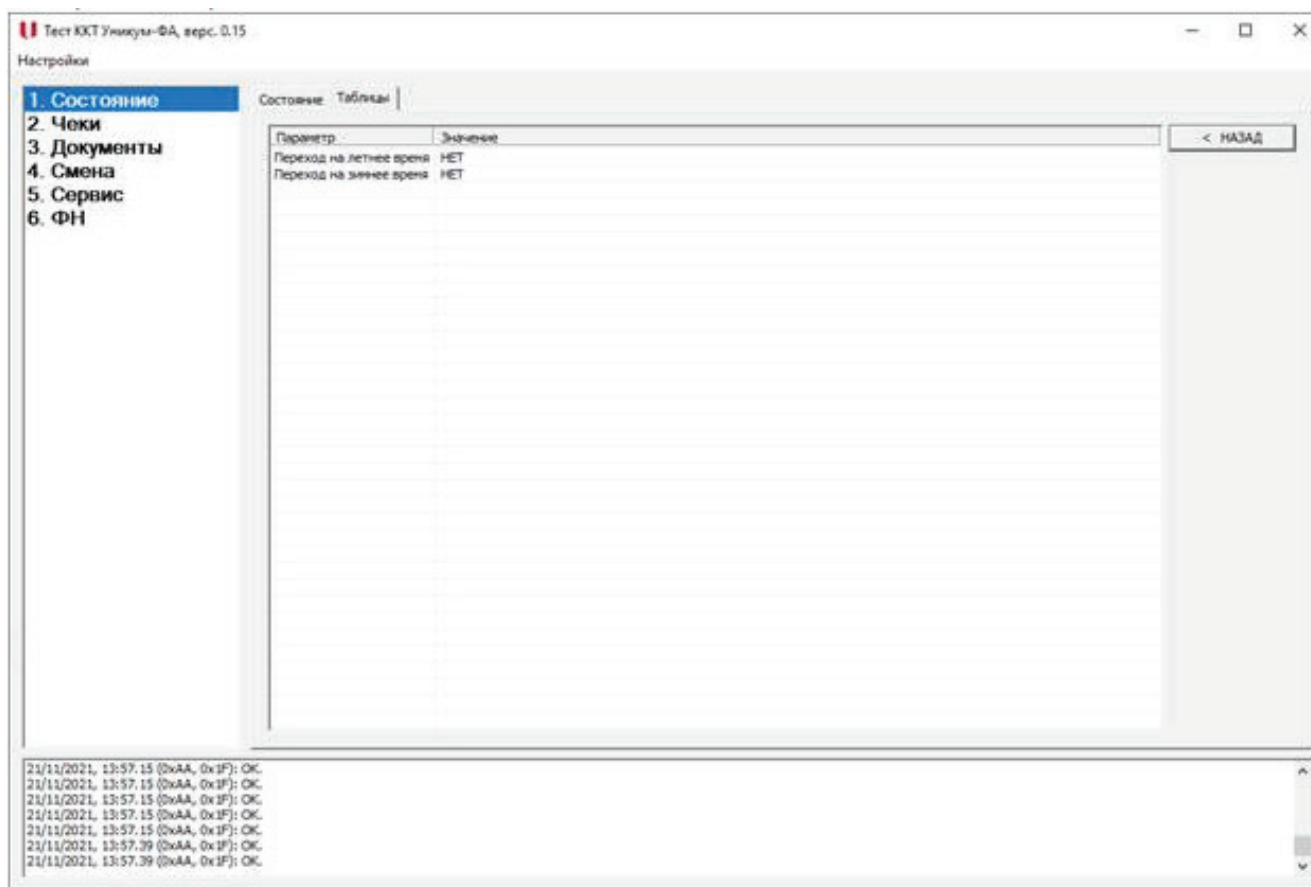 Тест ККТ Уникум-ФА, верс. 0.15
Настройки
1. Состояние
2. Чеки
3. Документы
4. Смена
5. Сервис
6. ФН
Состояние Таблицы
Параметр Значение
Переход на летнее время НЕТ
Переход на зимнее время НЕТ
< НАЗАД
21/11/2021, 13:57.15 (0xAA, 0x1F): OK.
21/11/2021, 13:57.15 (0xAA, 0x1F): OK.
21/11/2021, 13:57.15 (0xAA, 0x1F): OK.
21/11/2021, 13:57.15 (0xAA, 0x1F): OK.
21/11/2021, 13:57.15 (0xAA, 0x1F): OK.
21/11/2021, 13:57.39 (0xAA, 0x1F): OK.
21/11/2021, 13:57.39 (0xAA, 0x1F): OK.